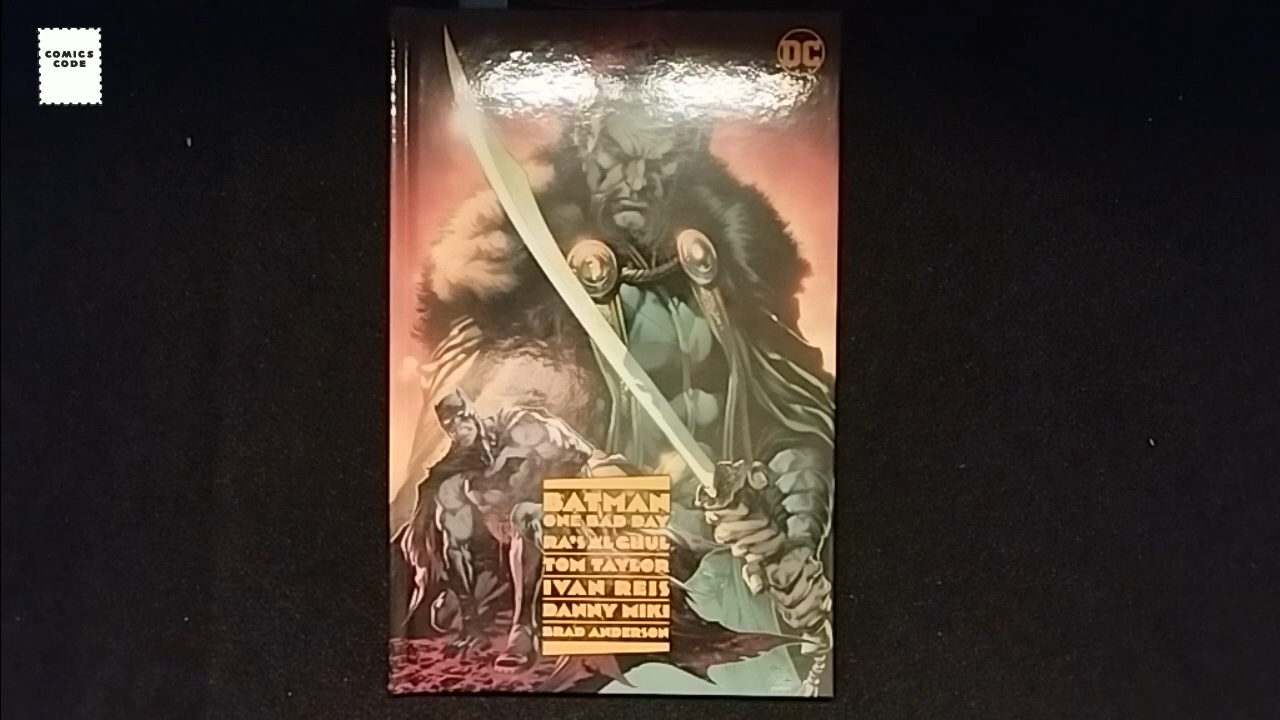 COMICS
CODE
DC
BATMAN
ONE BAD DAY
RA'S AL GHUL
TOM TAYLOR
IVAN REIS
DANNY MIKI
BRAD ANDERSON